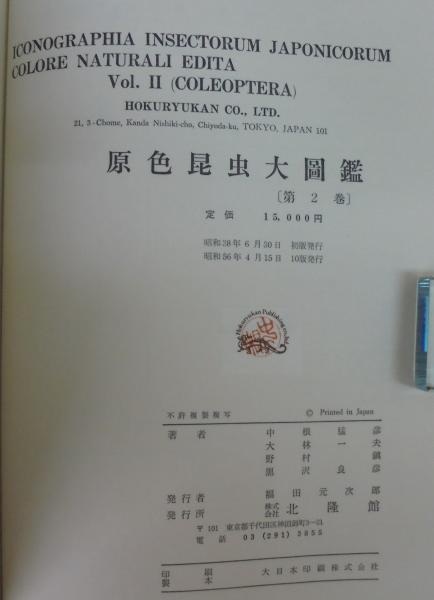 ICONOGRAPHIA INSECTORUM JAPONICORUM
COLORE NATURALI EDITA
Vol. II (COLEOPTERA)
HOKURYUKAN CO., LTD.
21, 3-Chome, Kanda Nishiki-cho, Chiyoda-ku, TOKYO, JAPAN 101
原色昆虫大圖鑑
〔第2巻〕
定価 15,000円
昭和38年6月30日 初版発行
昭和56年4月15日 10版発行
Hokuryukan Publishing co.,ltd.
不許複製複写 © Printed in Japan
著者 中根猛彦
大林一夫
野村鎮
黒沢良彦
発行者 福田元次郎
発行所 株式会社 北隆館
〒101 東京都千代田区神田錦町3-21
電話 03 (291) 3855
印刷 製本 大日本印刷株式会社